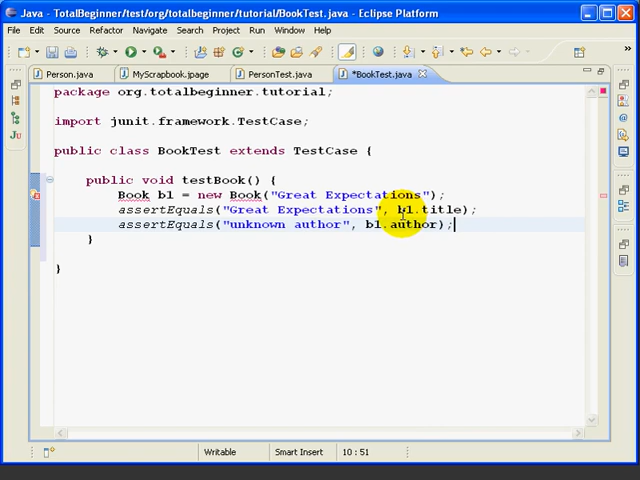 Java - TotalBeginner/test/org/totalbeginner/tutorial/BookTest.java - Eclipse Platform
File Edit Source Refactor Navigate Search Project Run Window Help
Person.java MyScrapbook.jpage PersonTest.java *BookTest.java
package org.totalbeginner.tutorial;
import junit.framework.TestCase;
public class BookTest extends TestCase {
public void testBook() {
Book b1 = new Book("Great Expectations");
assertEquals("Great Expectations", b1.title);
assertEquals("unknown author", b1.author);
}
}
Writable Smart Insert 10 : 51